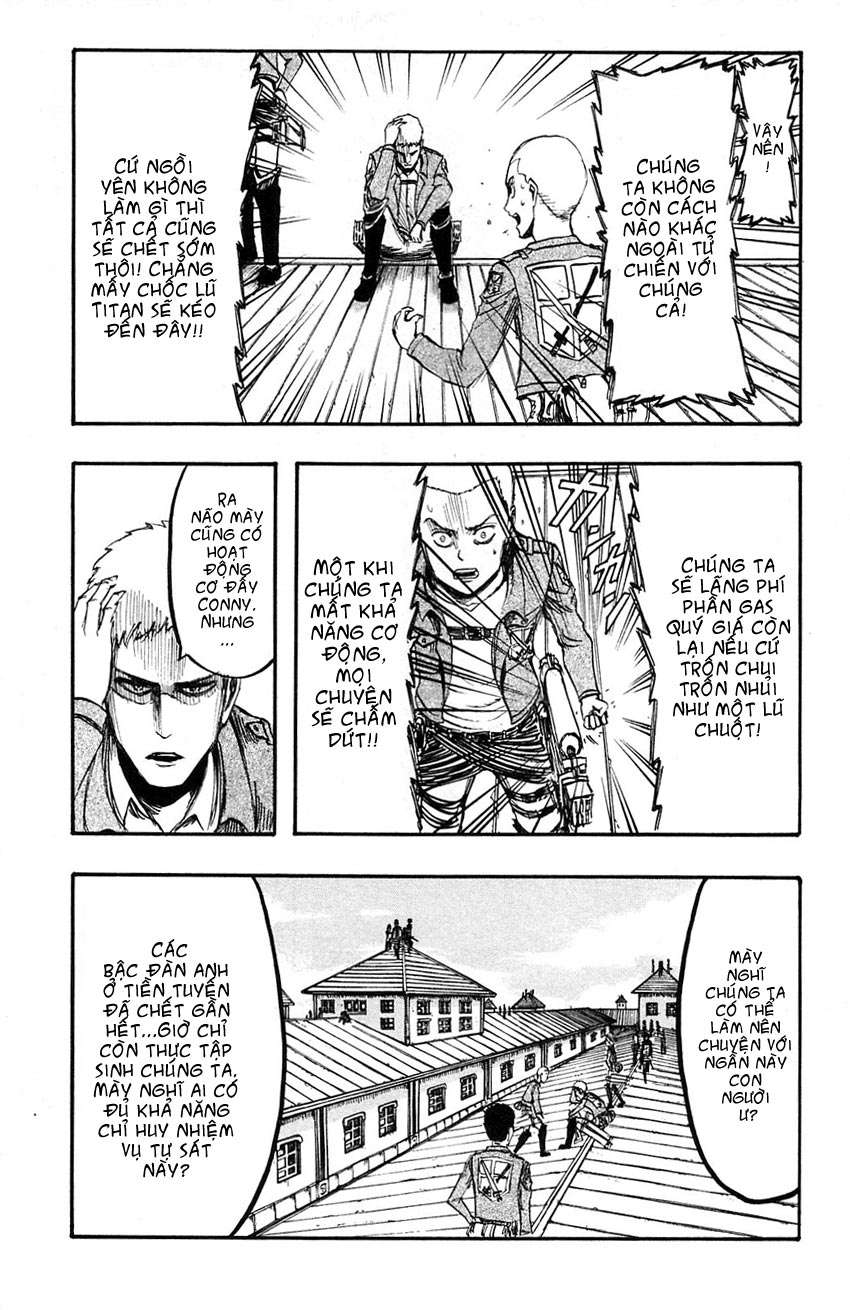 VẬY
NÊN
!
CHÚNG
TA KHÔNG
CÒN CÁCH
NÀO KHÁC
NGOÀI TỬ
CHIẾN VỚI
CHÚNG
CẢ!
CỨ NGỒI
YÊN KHÔNG
LÀM GÌ THÌ
TẤT CẢ CŨNG
SẼ CHẾT SỚM
THÔI!! CHẲNG
MẤY CHỐC LŨ
TITAN SẼ KÉO
ĐẾN ĐÂY!!
CHÚNG TA
SẼ LÃNG PHÍ
PHẦN GAS
QUÝ GIÁ CÒN
LẠI NẾU CỨ
TRỐN CHUI
TRỐN NHỦI
NHƯ MỘT LŨ
CHUỘT!
ガンガン
MỘT KHI
CHÚNG TA
MẤT KHẢ
NĂNG CƠ
ĐỘNG,
MỌI
CHUYỆN
SẼ CHẤM
DỨT!!
RA
NÃO MÀY
CŨNG CÓ
HOẠT
ĐỘNG
CƠ ĐẤY
CONNY.
NHƯNG
...
MÀY
NGHĨ
CHÚNG TA
CÓ THỂ
LÀM NÊN
CHUYỆN VỚI
NGẦN NÀY
CON
NGƯỜI
Ư?
CÁC
BẬC ĐÀN ANH
Ở TIỀN TUYẾN
ĐÃ CHẾT GẦN
HẾT...GIỜ CHỈ
CÒN THỰC TẬP
SINH CHÚNG TA.
MÀY NGHĨ AI CÓ
ĐỦ KHẢ NĂNG
CHỈ HUY NHIỆM
VỤ TỰ SÁT
NÀY?